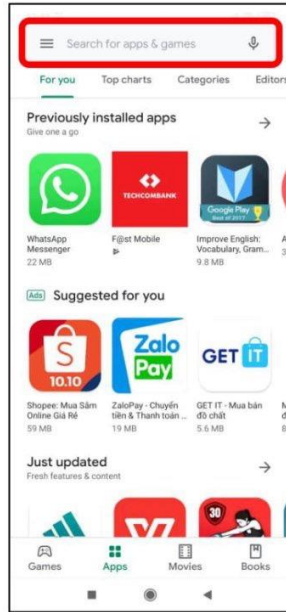 Search for apps & games
For you Top charts Categories Editors
Previously installed apps
Give one a go
TECHCOMBANK
Google Play
Best of 2017
WhatsApp
Messenger
22 MB
F@st Mobile
Improve English:
Vocabulary, Gram...
9.8 MB
Ads Suggested for you
S
10.10
Zalo
Pay
GET IT
Shopee: Mua Sắm
Online Giá Rẻ
59 MB
ZaloPay - Chuyển
tiền & Thanh toán ..
19 MB
GET IT - Mua bán
đồ chất
5.6 MB
Just updated
Fresh features & content
30
Games Apps Movies Books